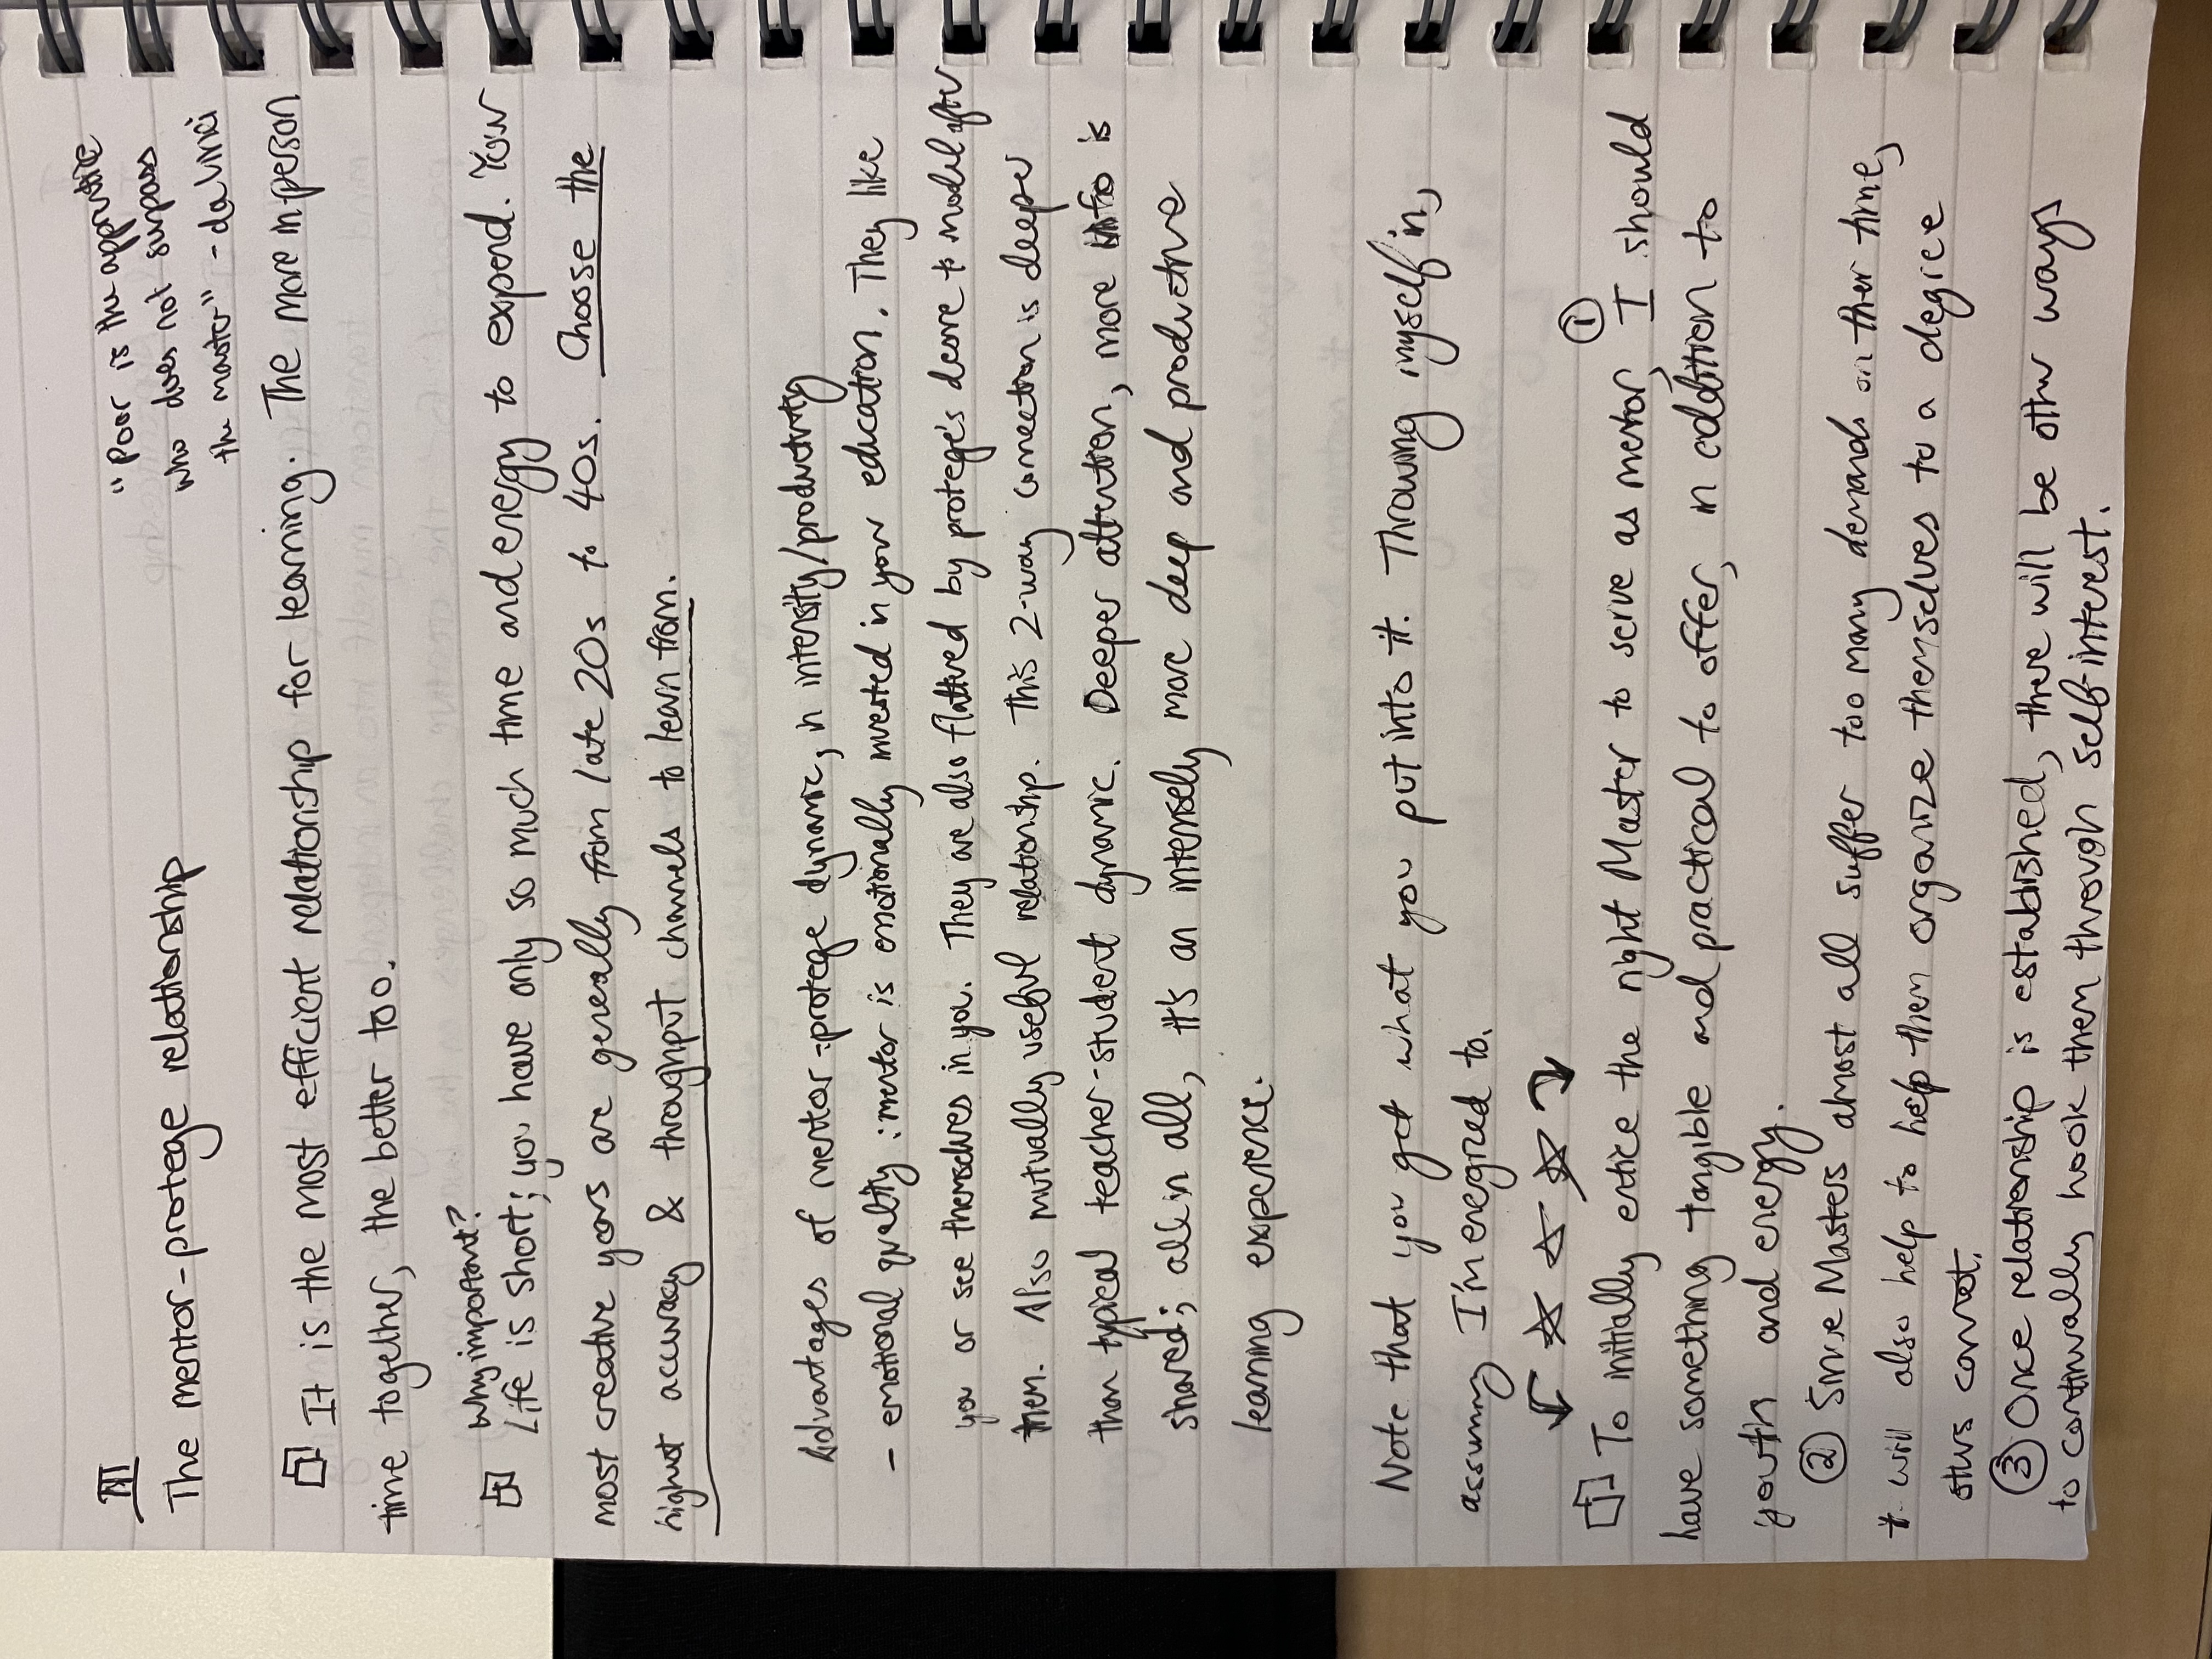 III
The mentor-protege relationship
"Poor is the apprentice
who does not surpass
the master" - da Vinci
It is the most efficient relationship for learning. The more in-person
time together, the better too.
Why important?
Life is short; you have only so much time and energy to expend. Your
most creative years are generally from late 20s to 40s. Choose the
highest accuracy & throughput channels to learn from.
Advantages of mentor-protege dynamic, in intensity/productivity
- emotional quality: mentor is emotionally invested in your education. They like
you or see themselves in you. They are also flattered by protege's desire to model after
them. Also mutually useful relationship. This 2-way connection is deeper
than typical teacher-student dynamic. Deeper attention, more info is
shared; all in all, it's an intensely more deep and productive
learning experience.
Note that you get what you put into it. Throwing myself in,
assuming I'm energized to.
①
To initially entice the right Master to serve as mentor, I should
have something tangible and practical to offer, in addition to
youth and energy.
② Since Masters almost all suffer too many demands on their time,
it will also help to help them organize themselves to a degree
others cannot.
③ Once relationship is established, there will be other ways
to continually hook them through self-interest.